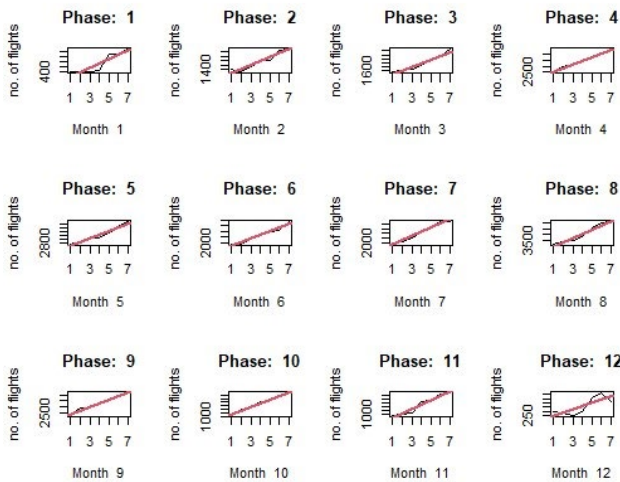 Phase: 1
no. of flights
400
1 3 5 7
Month 1
Phase: 2
no. of flights
1400
1 3 5 7
Month 2
Phase: 3
no. of flights
1600
1 3 5 7
Month 3
Phase: 4
no. of flights
2500
1 3 5 7
Month 4
Phase: 5
no. of flights
2800
1 3 5 7
Month 5
Phase: 6
no. of flights
2000
1 3 5 7
Month 6
Phase: 7
no. of flights
2000
1 3 5 7
Month 7
Phase: 8
no. of flights
3500
1 3 5 7
Month 8
Phase: 9
no. of flights
2500
1 3 5 7
Month 9
Phase: 10
no. of flights
1000
1 3 5 7
Month 10
Phase: 11
no. of flights
1000
1 3 5 7
Month 11
Phase: 12
no. of flights
250
1 3 5 7
Month 12